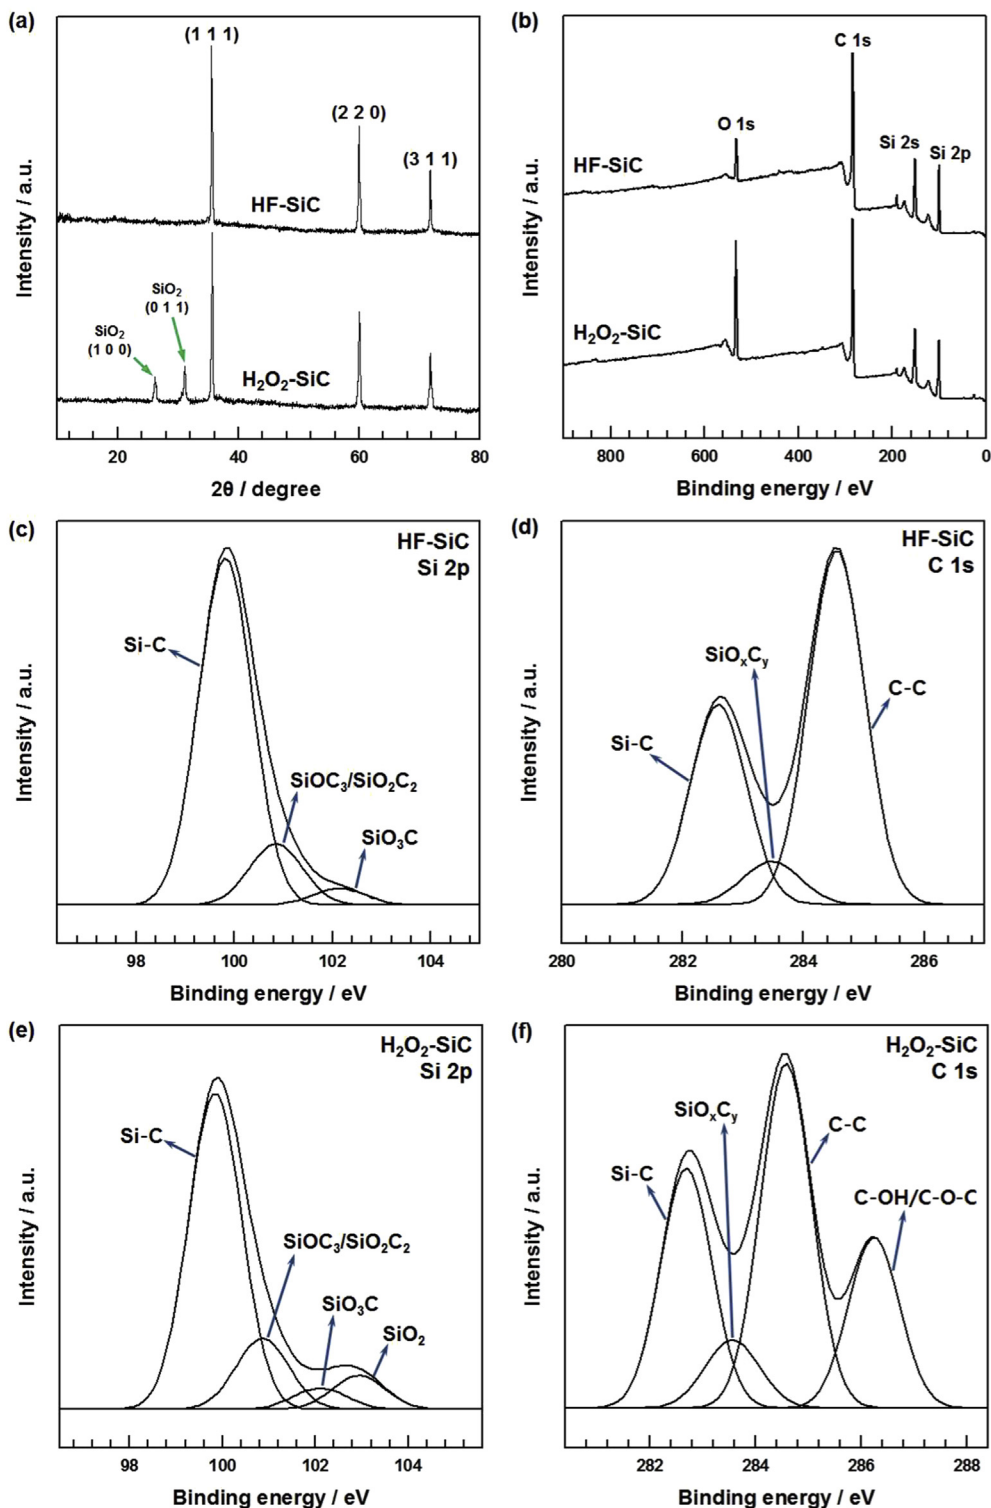 (a)
(1 1 1)
(2 2 0)
(3 1 1)
HF-SiC
SiO₂
(0 1 1)
SiO₂
(1 0 0)
H₂O₂-SiC
Intensity / a.u.
20 40 60 80
2θ / degree
(b)
C 1s
O 1s
Si 2s
Si 2p
HF-SiC
H₂O₂-SiC
Intensity / a.u.
800 600 400 200 0
Binding energy / eV
(c)
HF-SiC
Si 2p
Si-C
SiOC₃/SiO₂C₂
SiO₃C
Intensity / a.u.
98 100 102 104
Binding energy / eV
(d)
HF-SiC
C 1s
SiOₓCᵧ
C-C
Si-C
Intensity / a.u.
280 282 284 286
Binding energy / eV
(e)
H₂O₂-SiC
Si 2p
Si-C
SiOC₃/SiO₂C₂
SiO₃C
SiO₂
Intensity / a.u.
98 100 102 104
Binding energy / eV
(f)
H₂O₂-SiC
C 1s
SiOₓCᵧ
C-C
Si-C
C-OH/C-O-C
Intensity / a.u.
282 284 286 288
Binding energy / eV